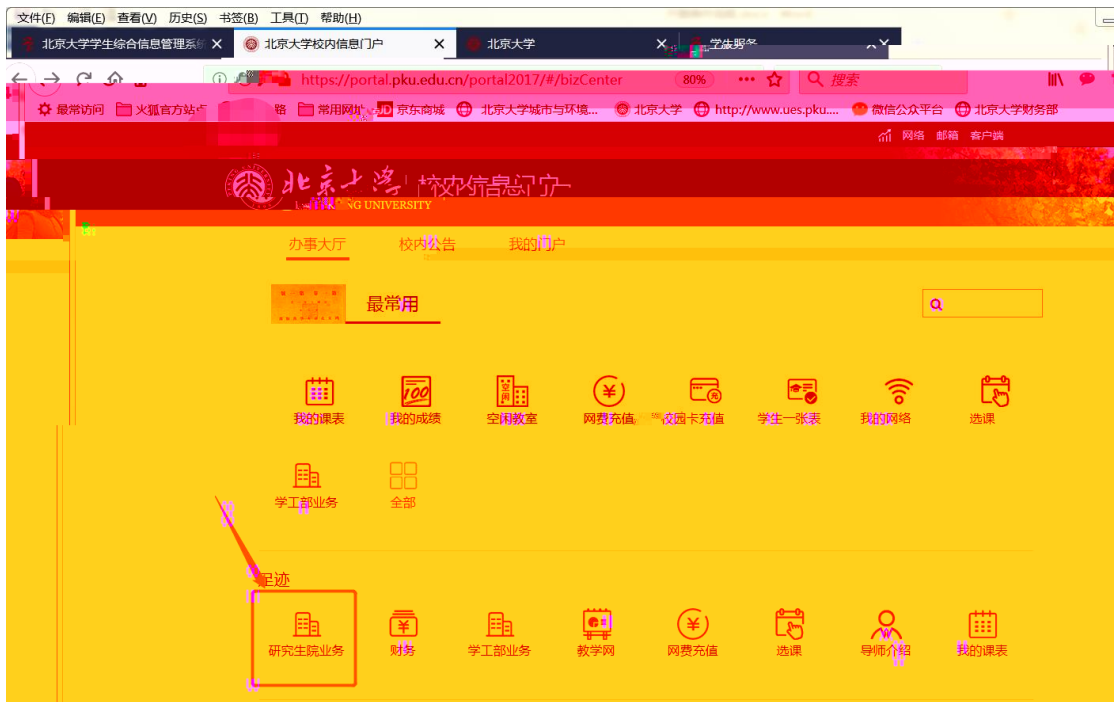 文件(F) 编辑(E) 查看(V) 历史(S) 书签(B) 工具(T) 帮助(H)
北京大学学生综合信息管理系统 北京大学校内信息门户 北京大学
https://portal.pku.edu.cn/portal2017/#/bizCenter 80% 搜索
最常访问 火狐官方站点 常用网址 JD 京东商城 北京大学城市与环境... 北京大学 http://www.ues.pku.... 微信公众平台 北京大学财务部
网络 邮箱 客户端
北京大学 校内信息门户
UNIVERSITY
办事大厅 校内公告 我的门户
最常用
我的课表 我的成绩 空闲教室 网费充值 校园卡充值 学生一张表 我的网络 选课
学工部业务 全部
足迹
研究生院业务 财务 学工部业务 教学网 网费充值 选课 导师介绍 我的课表